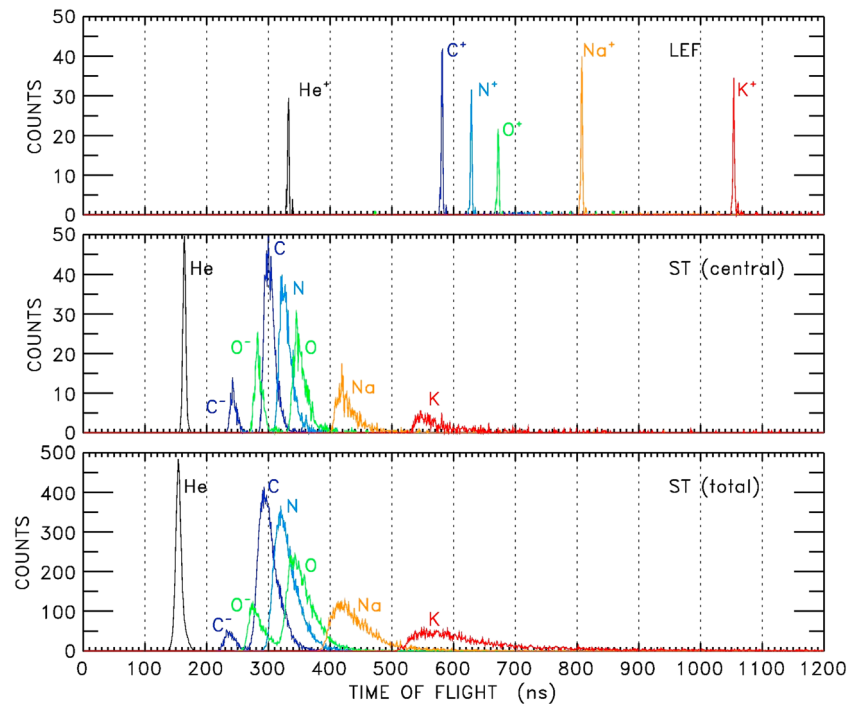 50
40
30
20
10
0
COUNTS
He⁺
C⁺
N⁺
O⁺
Na⁺
LEF
K⁺
50
40
30
20
10
0
COUNTS
He
C⁻
O⁻
C
N
O
Na
K
ST (central)
500
400
300
200
100
0
COUNTS
He
C⁻
O⁻
C
N
O
Na
K
ST (total)
0 100 200 300 400 500 600 700 800 900 1000 1100 1200
TIME OF FLIGHT (ns)